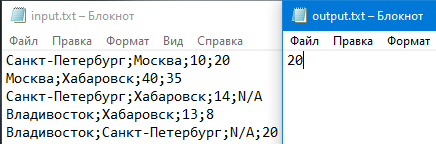 input.txt – Блокнот
Файл Правка Формат Вид Справка
Санкт-Петербург;Москва;10;20
Москва;Хабаровск;40;35
Санкт-Петербург;Хабаровск;14;N/A
Владивосток;Хабаровск;13;8
Владивосток;Санкт-Петербург;N/A;20
output.txt – Блокнот
Файл Правка Формат
20